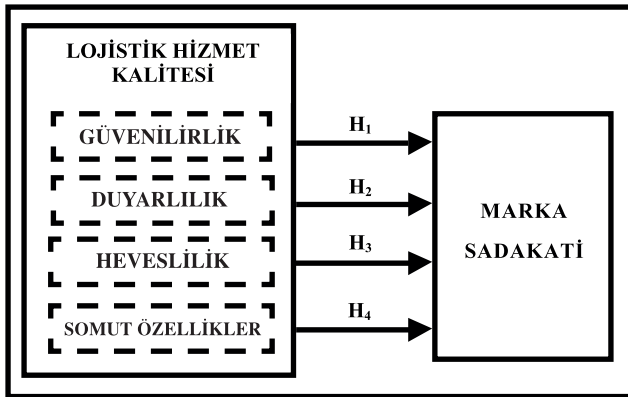 LOJİSTİK HİZMET
KALİTESİ
GÜVENİLİRLİK
DUYARLILIK
HEVESLİLİK
SOMUT ÖZELLİKLER
H₁
H₂
H₃
H₄
MARKA
SADAKATİ